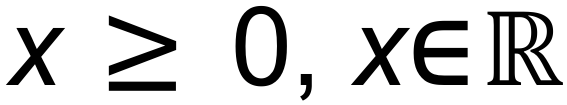 x ≥ 0, x∈ℝ